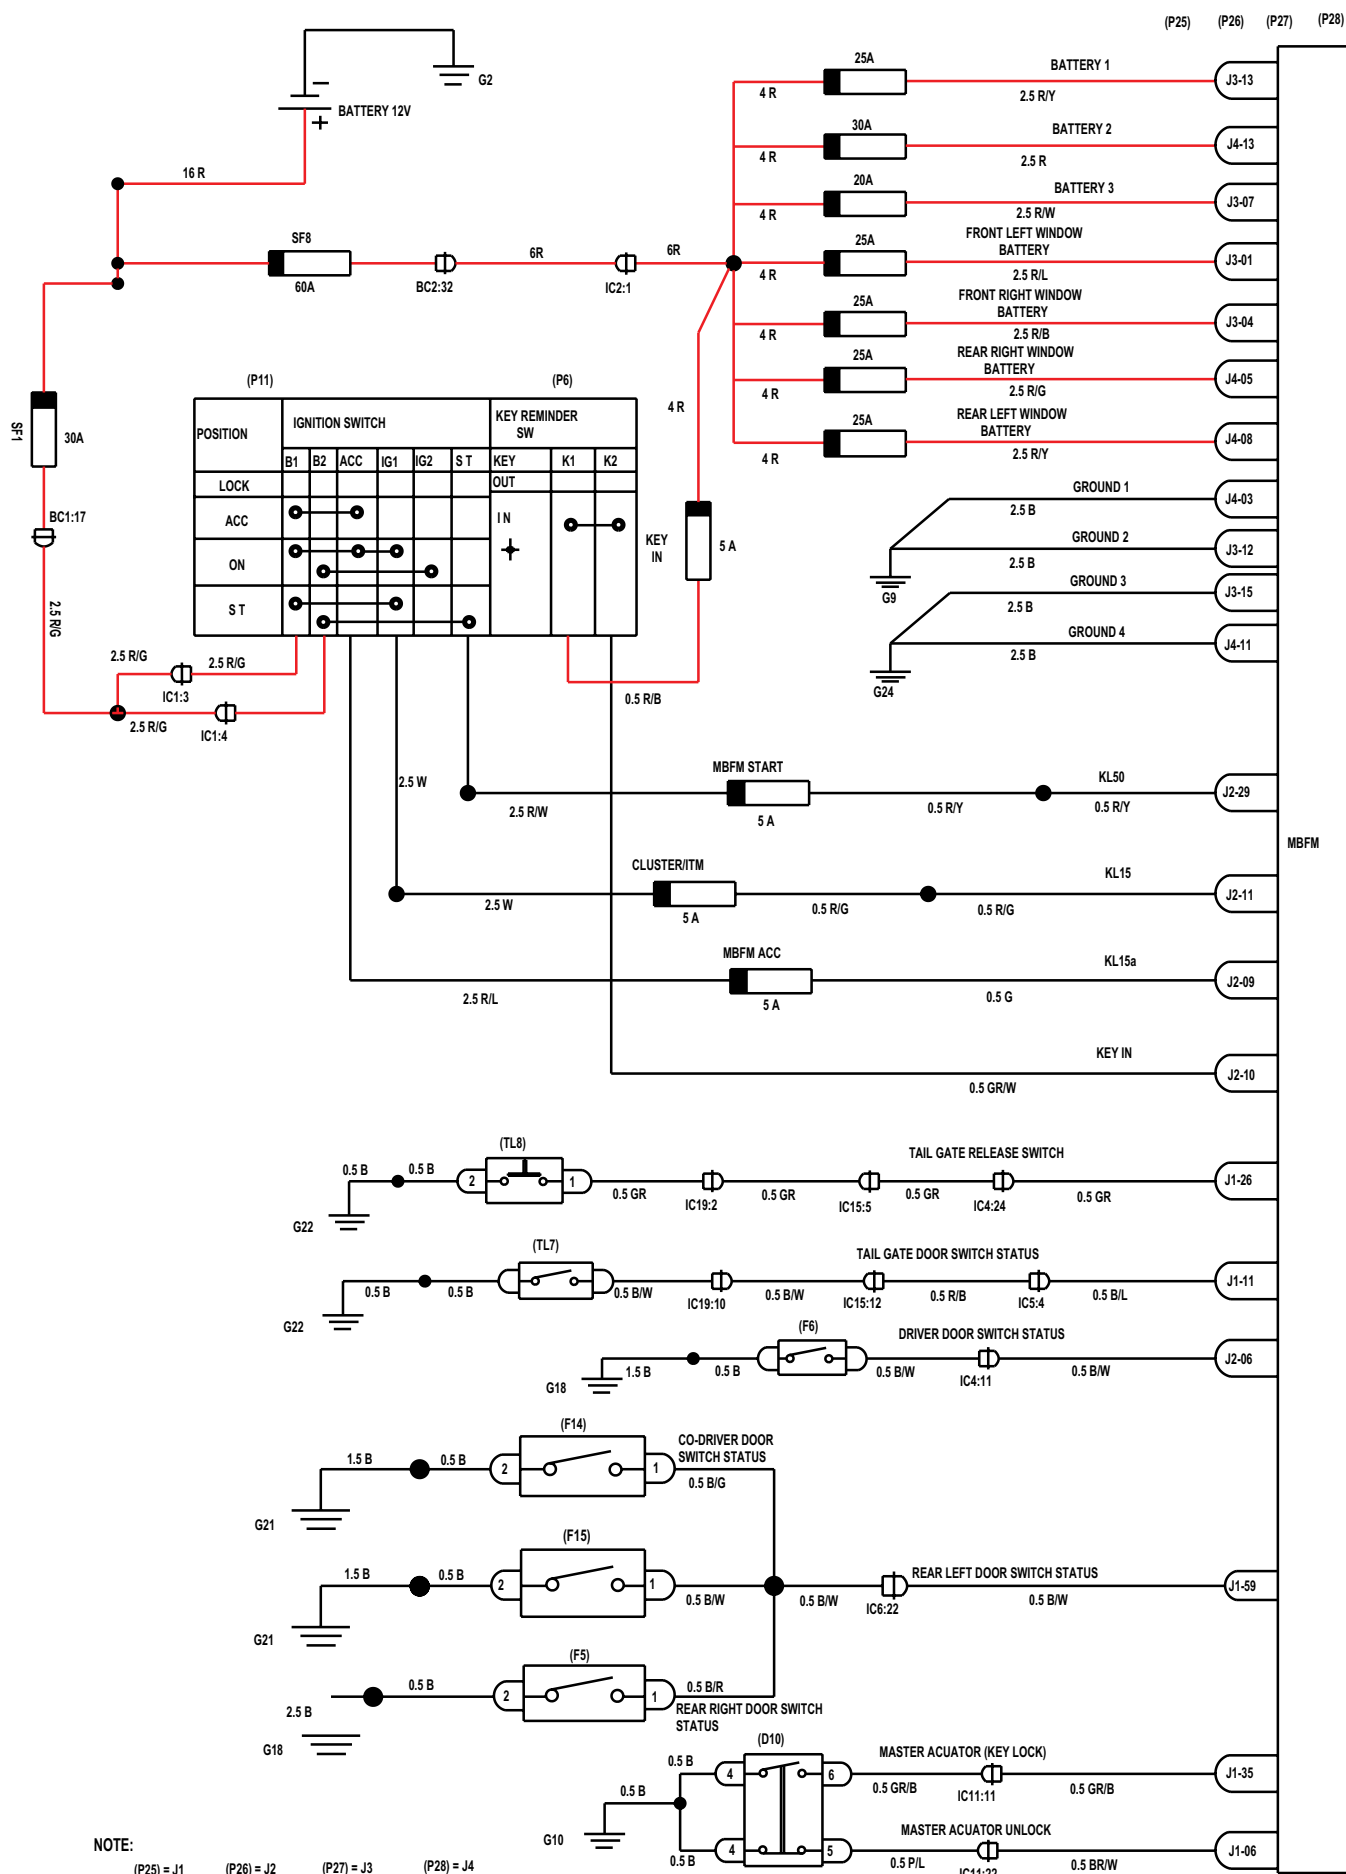 (P25) (P26) (P27) (P28)
G2
BATTERY 12V
16 R
SF8
60A
BC2:32
6R
IC2:1
6R
4 R
25A
BATTERY 1
2.5 R/Y
J3-13
4 R
30A
BATTERY 2
2.5 R
J4-13
4 R
20A
BATTERY 3
2.5 R/W
J3-07
4 R
25A
FRONT LEFT WINDOW
BATTERY
2.5 R/L
J3-01
4 R
25A
FRONT RIGHT WINDOW
BATTERY
2.5 R/B
J3-04
4 R
25A
REAR RIGHT WINDOW
BATTERY
2.5 R/G
J4-05
4 R
25A
REAR LEFT WINDOW
BATTERY
2.5 R/Y
J4-08
GROUND 1
2.5 B
J4-03
GROUND 2
2.5 B
J3-12
G9
GROUND 3
2.5 B
J3-15
GROUND 4
2.5 B
J4-11
G24
SF1
30A
BC1:17
2.5 R/G
2.5 R/G
IC1:3
2.5 R/G
2.5 R/G
IC1:4
(P11)
(P6)
POSITION
IGNITION SWITCH
KEY REMINDER
SW
B1 B2 ACC IG1 IG2 S T KEY K1 K2
LOCK
OUT
ACC
I N
ON
S T
4 R
KEY
IN
5 A
0.5 R/B
2.5 W
2.5 R/W
MBFM START
5 A
0.5 R/Y
KL50
0.5 R/Y
J2-29
MBFM
2.5 W
CLUSTER/ITM
5 A
0.5 R/G
KL15
0.5 R/G
J2-11
2.5 R/L
MBFM ACC
5 A
KL15a
0.5 G
J2-09
KEY IN
0.5 GR/W
J2-10
0.5 B
0.5 B
G22
(TL8)
2
1
0.5 GR
IC19:2
0.5 GR
IC15:5
0.5 GR
IC4:24
TAIL GATE RELEASE SWITCH
0.5 GR
J1-26
0.5 B
0.5 B
G22
(TL7)
0.5 B/W
IC19:10
0.5 B/W
IC15:12
0.5 R/B
IC5:4
TAIL GATE DOOR SWITCH STATUS
0.5 B/L
J1-11
G18
1.5 B
0.5 B
(F6)
0.5 B/W
DRIVER DOOR SWITCH STATUS
IC4:11
0.5 B/W
J2-06
1.5 B
0.5 B
G21
(F14)
2
1
CO-DRIVER DOOR
SWITCH STATUS
0.5 B/G
1.5 B
0.5 B
G21
(F15)
2
1
0.5 B/W
0.5 B/W
IC6:22
REAR LEFT DOOR SWITCH STATUS
0.5 B/W
J1-59
2.5 B
0.5 B
G18
(F5)
2
1
0.5 B/R
REAR RIGHT DOOR SWITCH
STATUS
(D10)
G10
0.5 B
0.5 B
4
6
0.5 GR/B
MASTER ACUATOR (KEY LOCK)
IC11:11
0.5 GR/B
J1-35
0.5 B
4
5
0.5 P/L
MASTER ACUATOR UNLOCK
IC11:22
0.5 BR/W
J1-06
NOTE:
(P25) = J1 (P26) = J2 (P27) = J3 (P28) = J4